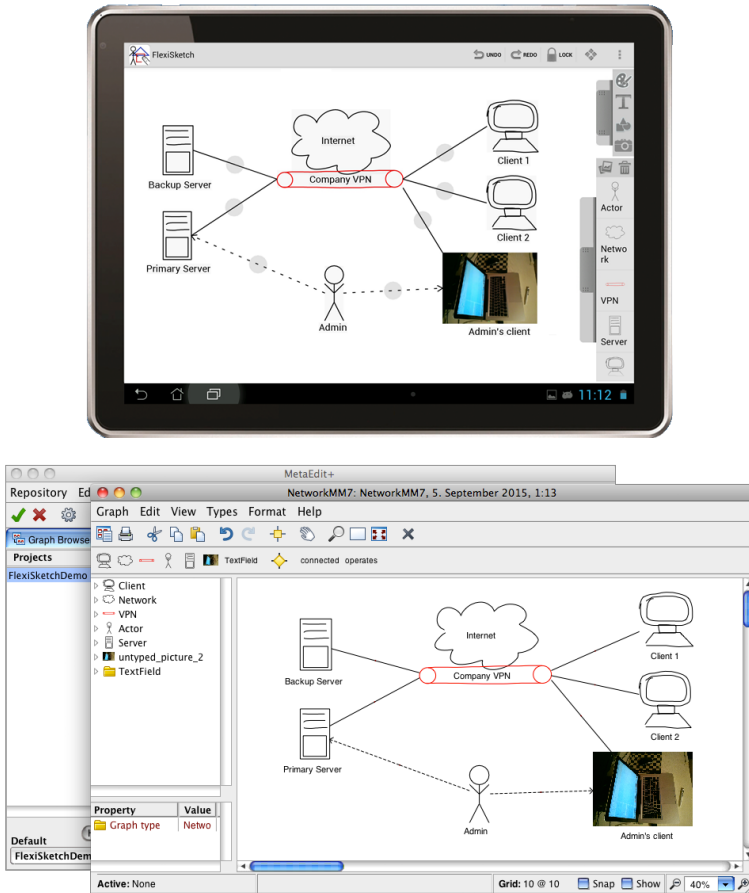 FlexiSketch
UNDO
REDO
LOCK
Internet
Company VPN
Backup Server
Primary Server
Client 1
Client 2
Admin
Admin's client
Actor
Netwo
rk
VPN
Server
11:12
MetaEdit+
Repository Ed
NetworkMM7: NetworkMM7, 5. September 2015, 1:13
Graph Edit View Types Format Help
Graph Browse
Projects
FlexiSketchDemo
TextField
connected operates
Client
Network
VPN
Actor
Server
untyped_picture_2
TextField
Internet
Company VPN
Backup Server
Primary Server
Client 1
Client 2
Admin
Admin's client
Property Value
Graph type Netwo
Default
FlexiSketchDem
Active: None
Grid: 10 @ 10
Snap
Show
40%